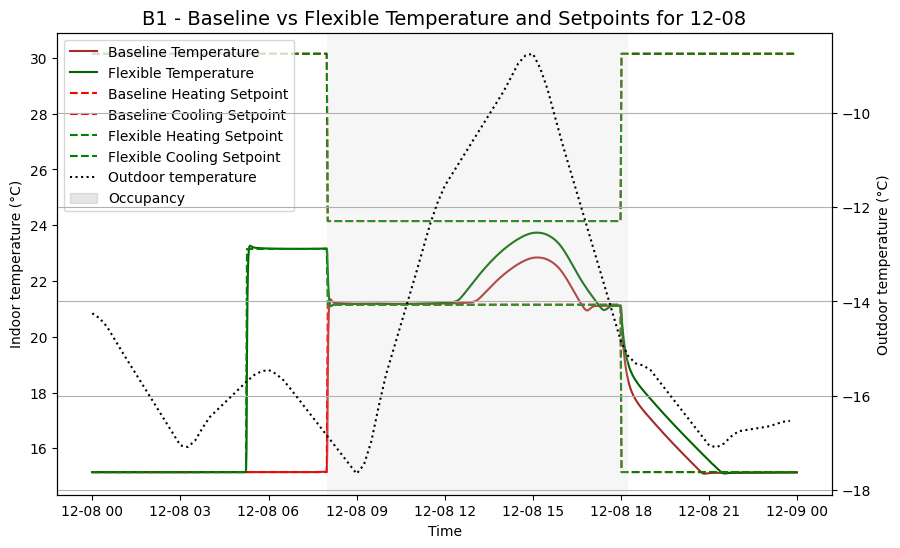 B1 - Baseline vs Flexible Temperature and Setpoints for 12-08
Baseline Temperature
Flexible Temperature
Baseline Heating Setpoint
Baseline Cooling Setpoint
Flexible Heating Setpoint
Flexible Cooling Setpoint
Outdoor temperature
Occupancy
Indoor temperature (°C)
30
28
26
24
22
20
18
16
−10
−12
−14
−16
−18
Outdoor temperature (°C)
12-08 00 12-08 03 12-08 06 12-08 09 12-08 12 12-08 15 12-08 18 12-08 21 12-09 00
Time